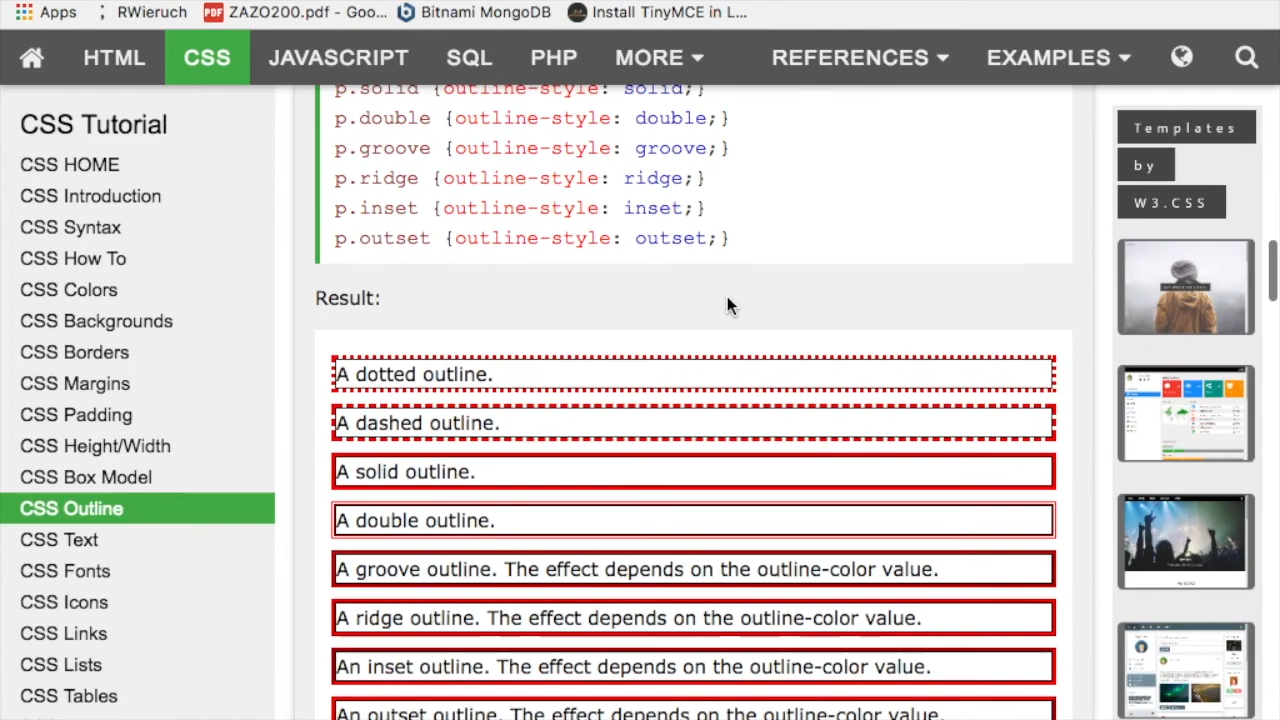 Apps
RWieruch
PDF
ZAZO200.pdf - Goo...
Bitnami MongoDB
Install TinyMCE in L...
HTML
CSS
JAVASCRIPT
SQL
PHP
MORE
REFERENCES
EXAMPLES
CSS Tutorial
CSS HOME
CSS Introduction
CSS Syntax
CSS How To
CSS Colors
CSS Backgrounds
CSS Borders
CSS Margins
CSS Padding
CSS Height/Width
CSS Box Model
CSS Outline
CSS Text
CSS Fonts
CSS Icons
CSS Links
CSS Lists
CSS Tables
p.solid {outline-style: solid;}
p.double {outline-style: double;}
p.groove {outline-style: groove;}
p.ridge {outline-style: ridge;}
p.inset {outline-style: inset;}
p.outset {outline-style: outset;}
Result:
A dotted outline.
A dashed outline.
A solid outline.
A double outline.
A groove outline. The effect depends on the outline-color value.
A ridge outline. The effect depends on the outline-color value.
An inset outline. The effect depends on the outline-color value.
An outset outline. The effect depends on the outline-color value.
Templates
by
W3.CSS